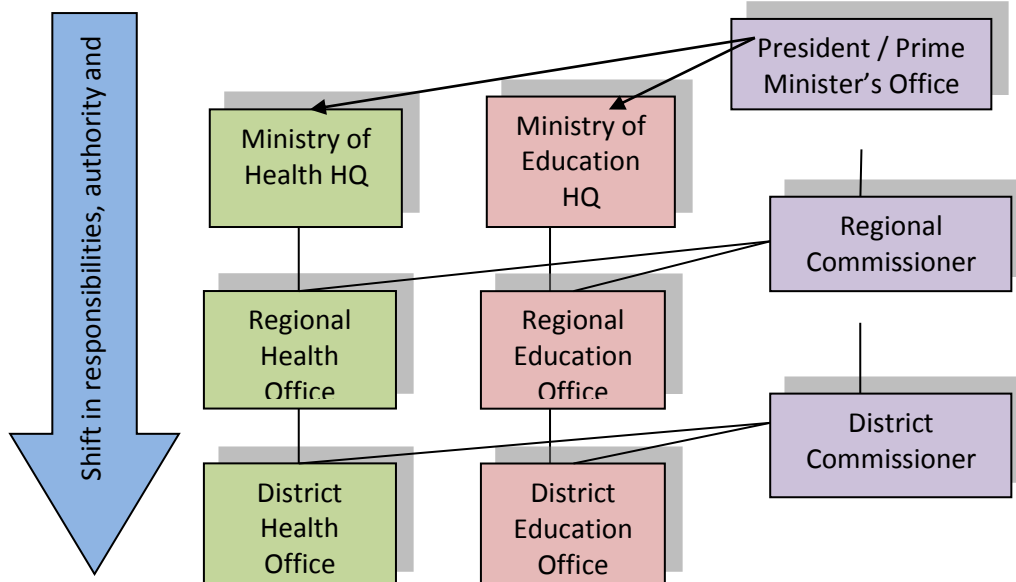 Shift in responsibilities, authority and
President / Prime
Minister’s Office
Ministry of
Health HQ
Ministry of
Education
HQ
Regional
Commissioner
Regional
Health
Office
Regional
Education
Office
District
Commissioner
District
Health
Office
District
Education
Office